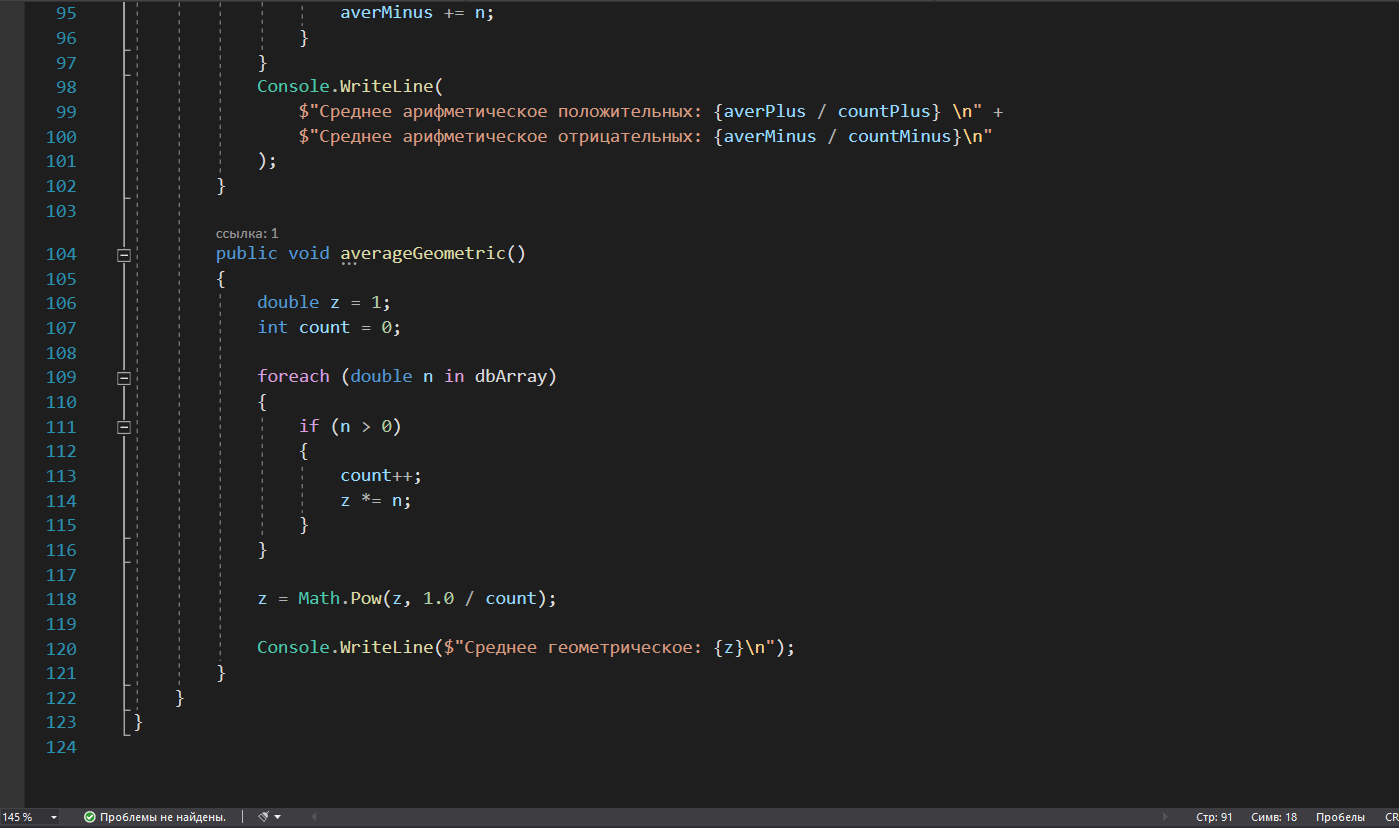 95 averMinus += n;
96 }
97 }
98 Console.WriteLine(
99 $"Среднее арифметическое положительных: {averPlus / countPlus} \n" +
100 $"Среднее арифметическое отрицательных: {averMinus / countMinus}\n"
101 );
102 }
103
ссылка: 1
104 public void averageGeometric()
105 {
106 double z = 1;
107 int count = 0;
108
109 foreach (double n in dbArray)
110 {
111 if (n > 0)
112 {
113 count++;
114 z *= n;
115 }
116 }
117
118 z = Math.Pow(z, 1.0 / count);
119
120 Console.WriteLine($"Среднее геометрическое: {z}\n");
121 }
122 }
123 }
124
145 % Проблемы не найдены. Стр: 91 Симв: 18 Пробелы CR